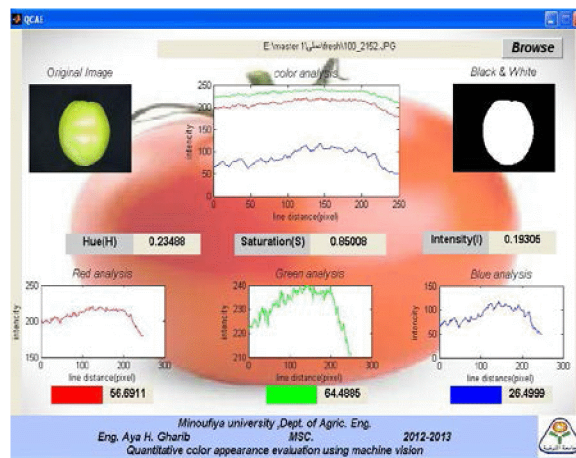 QCAE
E:\master 1\عملى\fresh\100_2152.JPG
Browse
Original Image
color analysis
Black & White
250
200
150
100
50
0
intencity
0 50 100 150 200 250
line distance(pixel)
Hue(H) 0.23488
Saturation(S) 0.85008
Intensity(I) 0.19305
Red analysis
250
200
150
intencity
0 100 200 300
line distance(pixel)
56.6911
Green analysis
240
230
220
210
intencity
0 100 200 300
line distance(pixel)
64.4885
Blue analysis
150
100
50
0
intencity
0 100 200 300
line distance(pixel)
26.4999
Minoufiya university ,Dept. of Agric. Eng.
Eng. Aya H. Gharib MSC. 2012-2013
Quantitative color appearance evaluation using machine vision